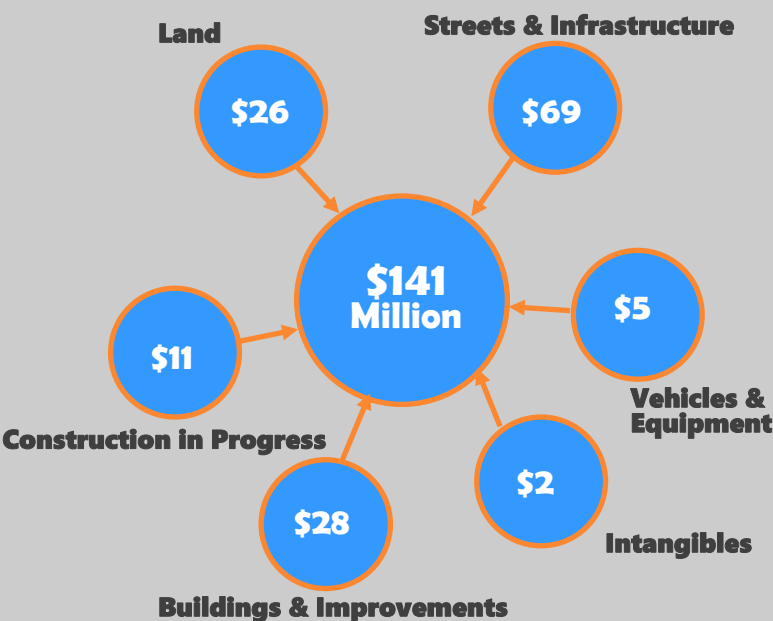 Land
Streets & Infrastructure
$26
$69
$141
Million
$5
$11
Vehicles &
Equipment
Construction in Progress
$2
$28
Intangibles
Buildings & Improvements